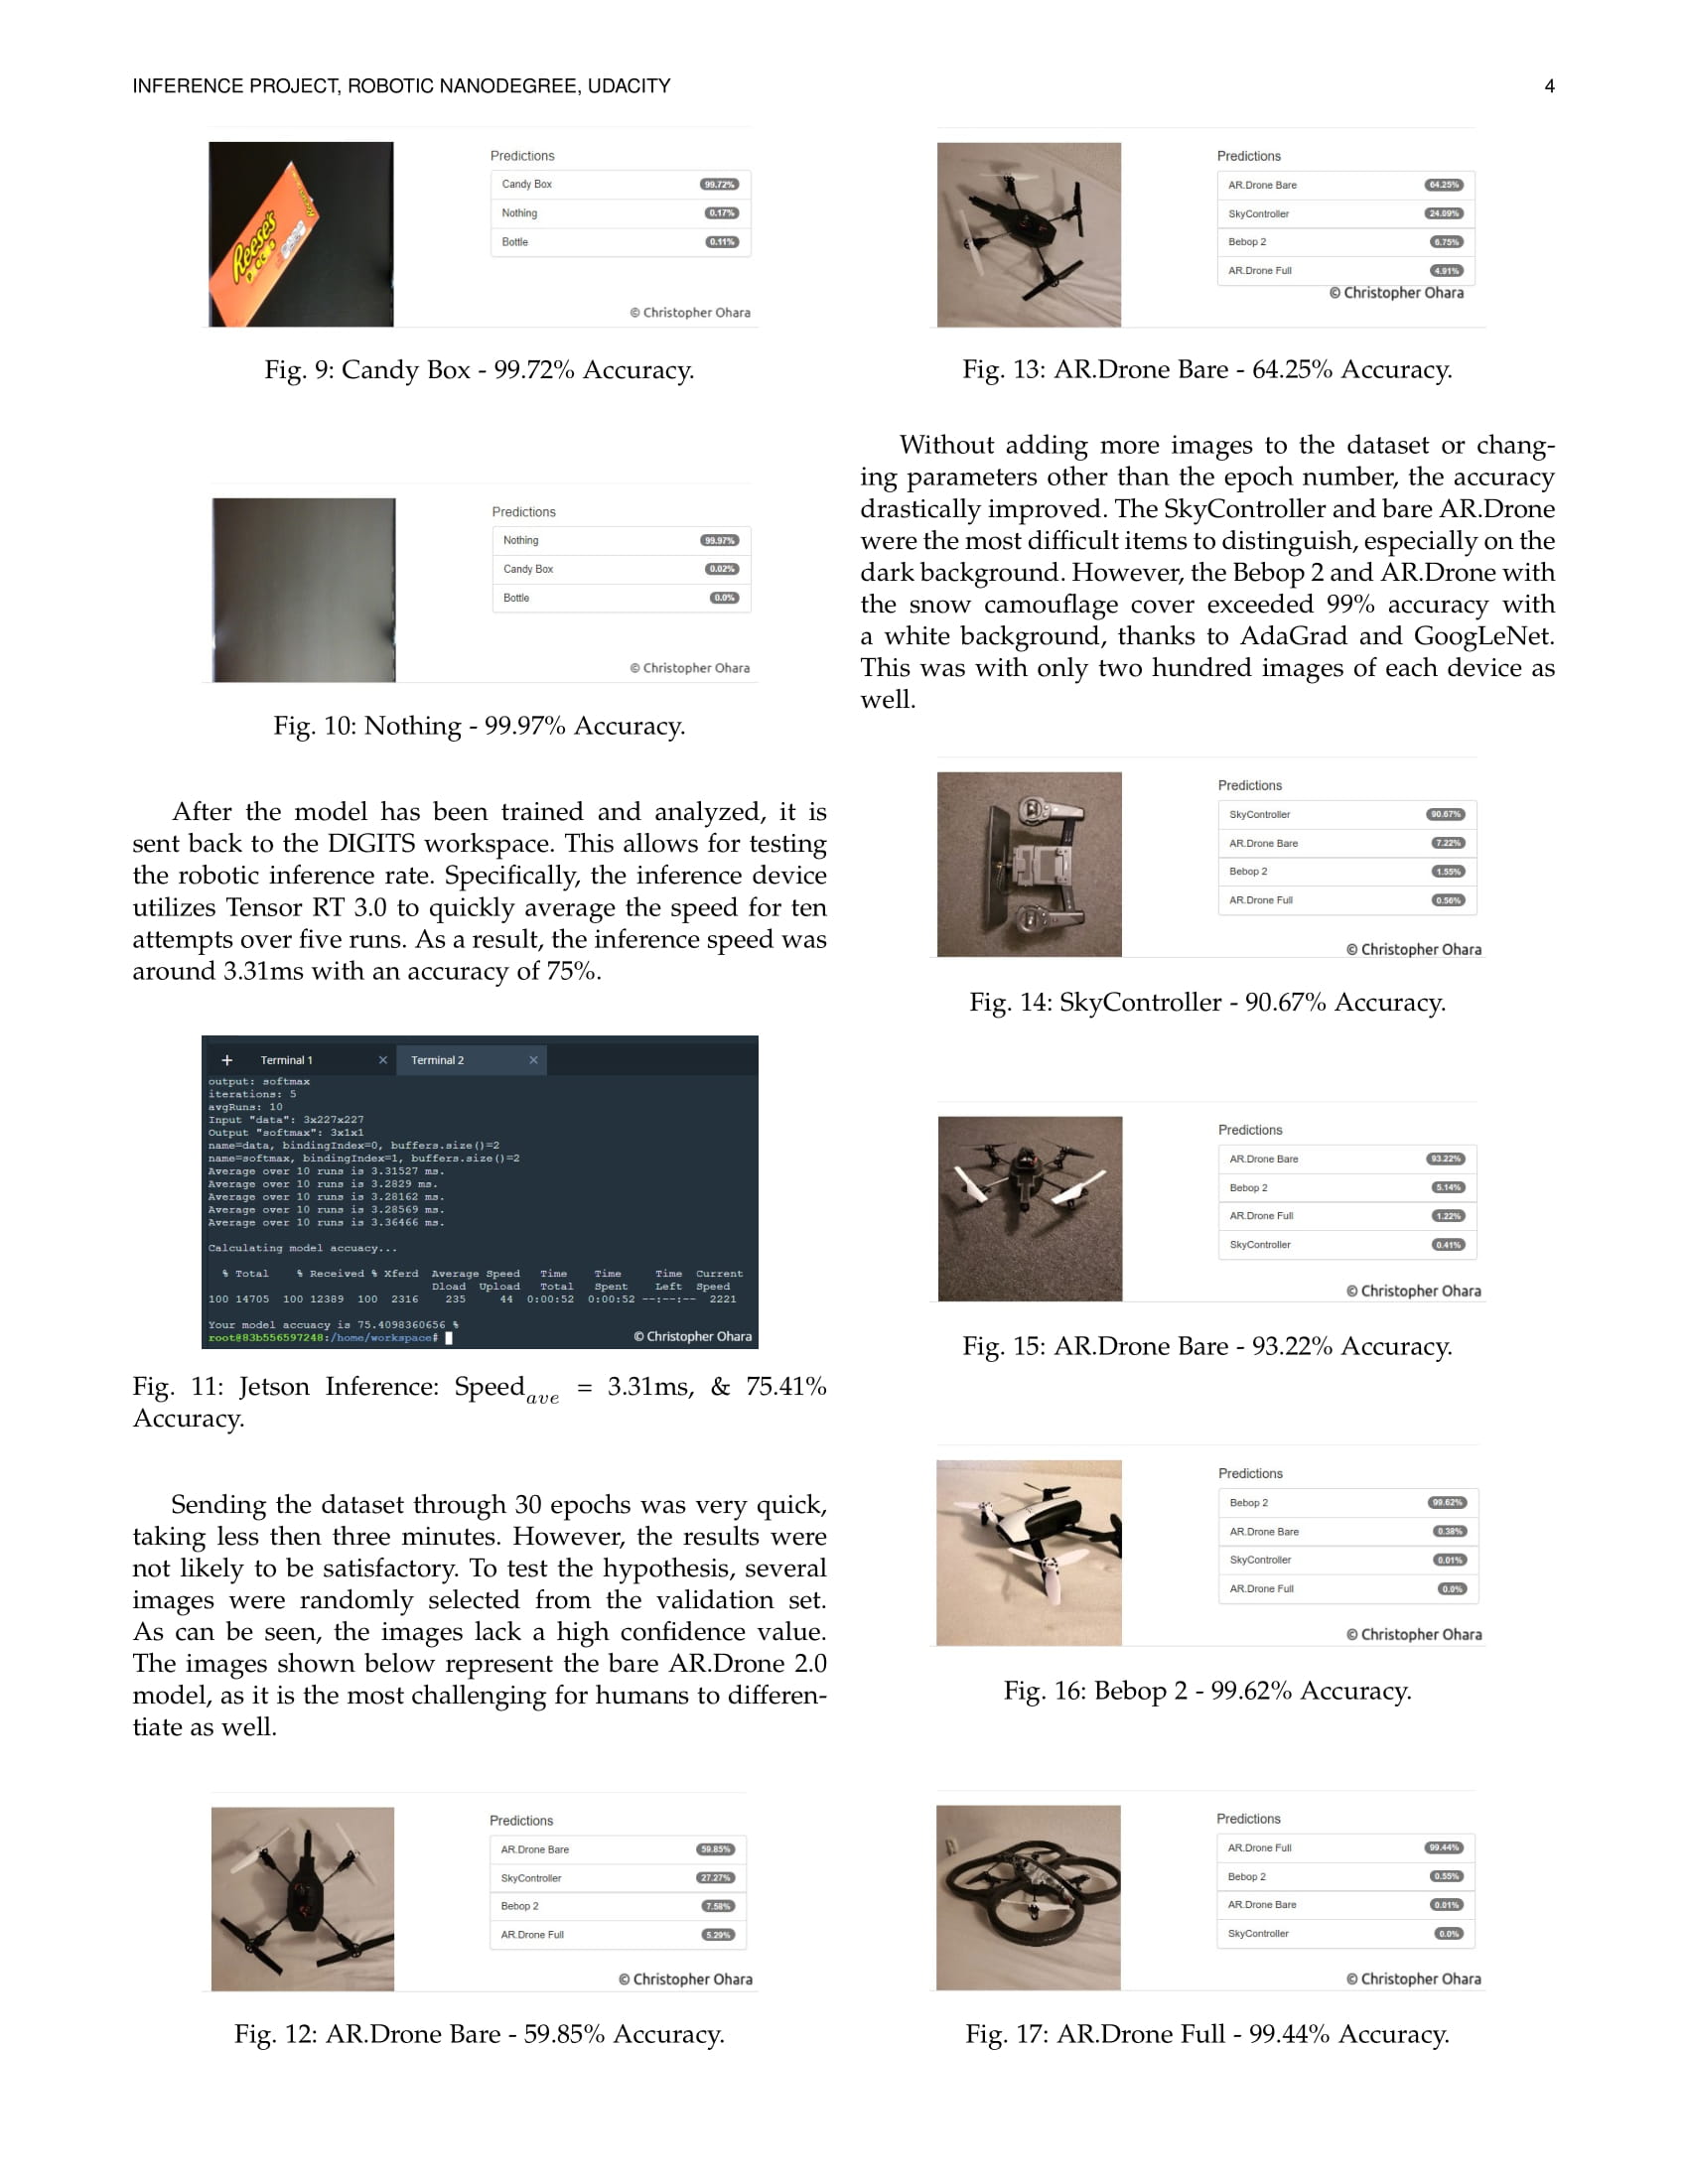 INFERENCE PROJECT, ROBOTIC NANODEGREE, UDACITY
4
Reese's
Predictions
Candy Box 99.72%
Nothing 0.17%
Bottle 0.11%
© Christopher Ohara
Fig. 9: Candy Box - 99.72% Accuracy.
Predictions
Nothing 99.97%
Candy Box 0.02%
Bottle 0.0%
© Christopher Ohara
Fig. 10: Nothing - 99.97% Accuracy.
After the model has been trained and analyzed, it is
sent back to the DIGITS workspace. This allows for testing
the robotic inference rate. Specifically, the inference device
utilizes Tensor RT 3.0 to quickly average the speed for ten
attempts over five runs. As a result, the inference speed was
around 3.31ms with an accuracy of 75%.
+ Terminal 1 × Terminal 2 ×
output: softmax
iterations: 5
avgRuns: 10
Input "data": 3x227x227
Output "softmax": 3x1x1
name=data, bindingIndex=0, buffers.size()=2
name=softmax, bindingIndex=1, buffers.size()=2
Average over 10 runs is 3.31527 ms.
Average over 10 runs is 3.2829 ms.
Average over 10 runs is 3.28162 ms.
Average over 10 runs is 3.28569 ms.
Average over 10 runs is 3.36466 ms.
Calculating model accuacy...
% Total % Received % Xferd Average Speed Time Time Time Current
Dload Upload Total Spent Left Speed
100 14705 100 12389 100 2316 235 44 0:00:52 0:00:52 --:--:-- 2221
Your model accuacy is 75.4098360656 %
root@83b556597248:/home/workspace#
© Christopher Ohara
Fig. 11: Jetson Inference: Speed_ave = 3.31ms, & 75.41%
Accuracy.
Sending the dataset through 30 epochs was very quick,
taking less then three minutes. However, the results were
not likely to be satisfactory. To test the hypothesis, several
images were randomly selected from the validation set.
As can be seen, the images lack a high confidence value.
The images shown below represent the bare AR.Drone 2.0
model, as it is the most challenging for humans to differen-
tiate as well.
Predictions
AR.Drone Bare 59.85%
SkyController 27.27%
Bebop 2 7.58%
AR.Drone Full 5.29%
© Christopher Ohara
Fig. 12: AR.Drone Bare - 59.85% Accuracy.
Predictions
AR.Drone Bare 64.25%
SkyController 24.09%
Bebop 2 6.75%
AR.Drone Full 4.91%
© Christopher Ohara
Fig. 13: AR.Drone Bare - 64.25% Accuracy.
Without adding more images to the dataset or chang-
ing parameters other than the epoch number, the accuracy
drastically improved. The SkyController and bare AR.Drone
were the most difficult items to distinguish, especially on the
dark background. However, the Bebop 2 and AR.Drone with
the snow camouflage cover exceeded 99% accuracy with
a white background, thanks to AdaGrad and GoogLeNet.
This was with only two hundred images of each device as
well.
Predictions
SkyController 90.67%
AR.Drone Bare 7.22%
Bebop 2 1.55%
AR.Drone Full 0.56%
© Christopher Ohara
Fig. 14: SkyController - 90.67% Accuracy.
Predictions
AR.Drone Bare 93.22%
Bebop 2 5.14%
AR.Drone Full 1.22%
SkyController 0.41%
© Christopher Ohara
Fig. 15: AR.Drone Bare - 93.22% Accuracy.
Predictions
Bebop 2 99.62%
AR.Drone Bare 0.38%
SkyController 0.01%
AR.Drone Full 0.0%
© Christopher Ohara
Fig. 16: Bebop 2 - 99.62% Accuracy.
Predictions
AR.Drone Full 99.44%
Bebop 2 0.55%
AR.Drone Bare 0.01%
SkyController 0.0%
© Christopher Ohara
Fig. 17: AR.Drone Full - 99.44% Accuracy.